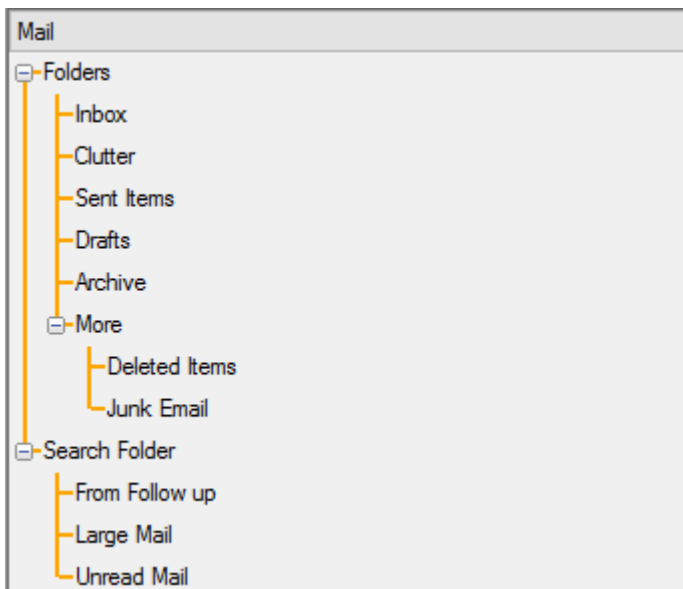 Mail
Folders
Inbox
Clutter
Sent Items
Drafts
Archive
More
Deleted Items
Junk Email
Search Folder
From Follow up
Large Mail
Unread Mail